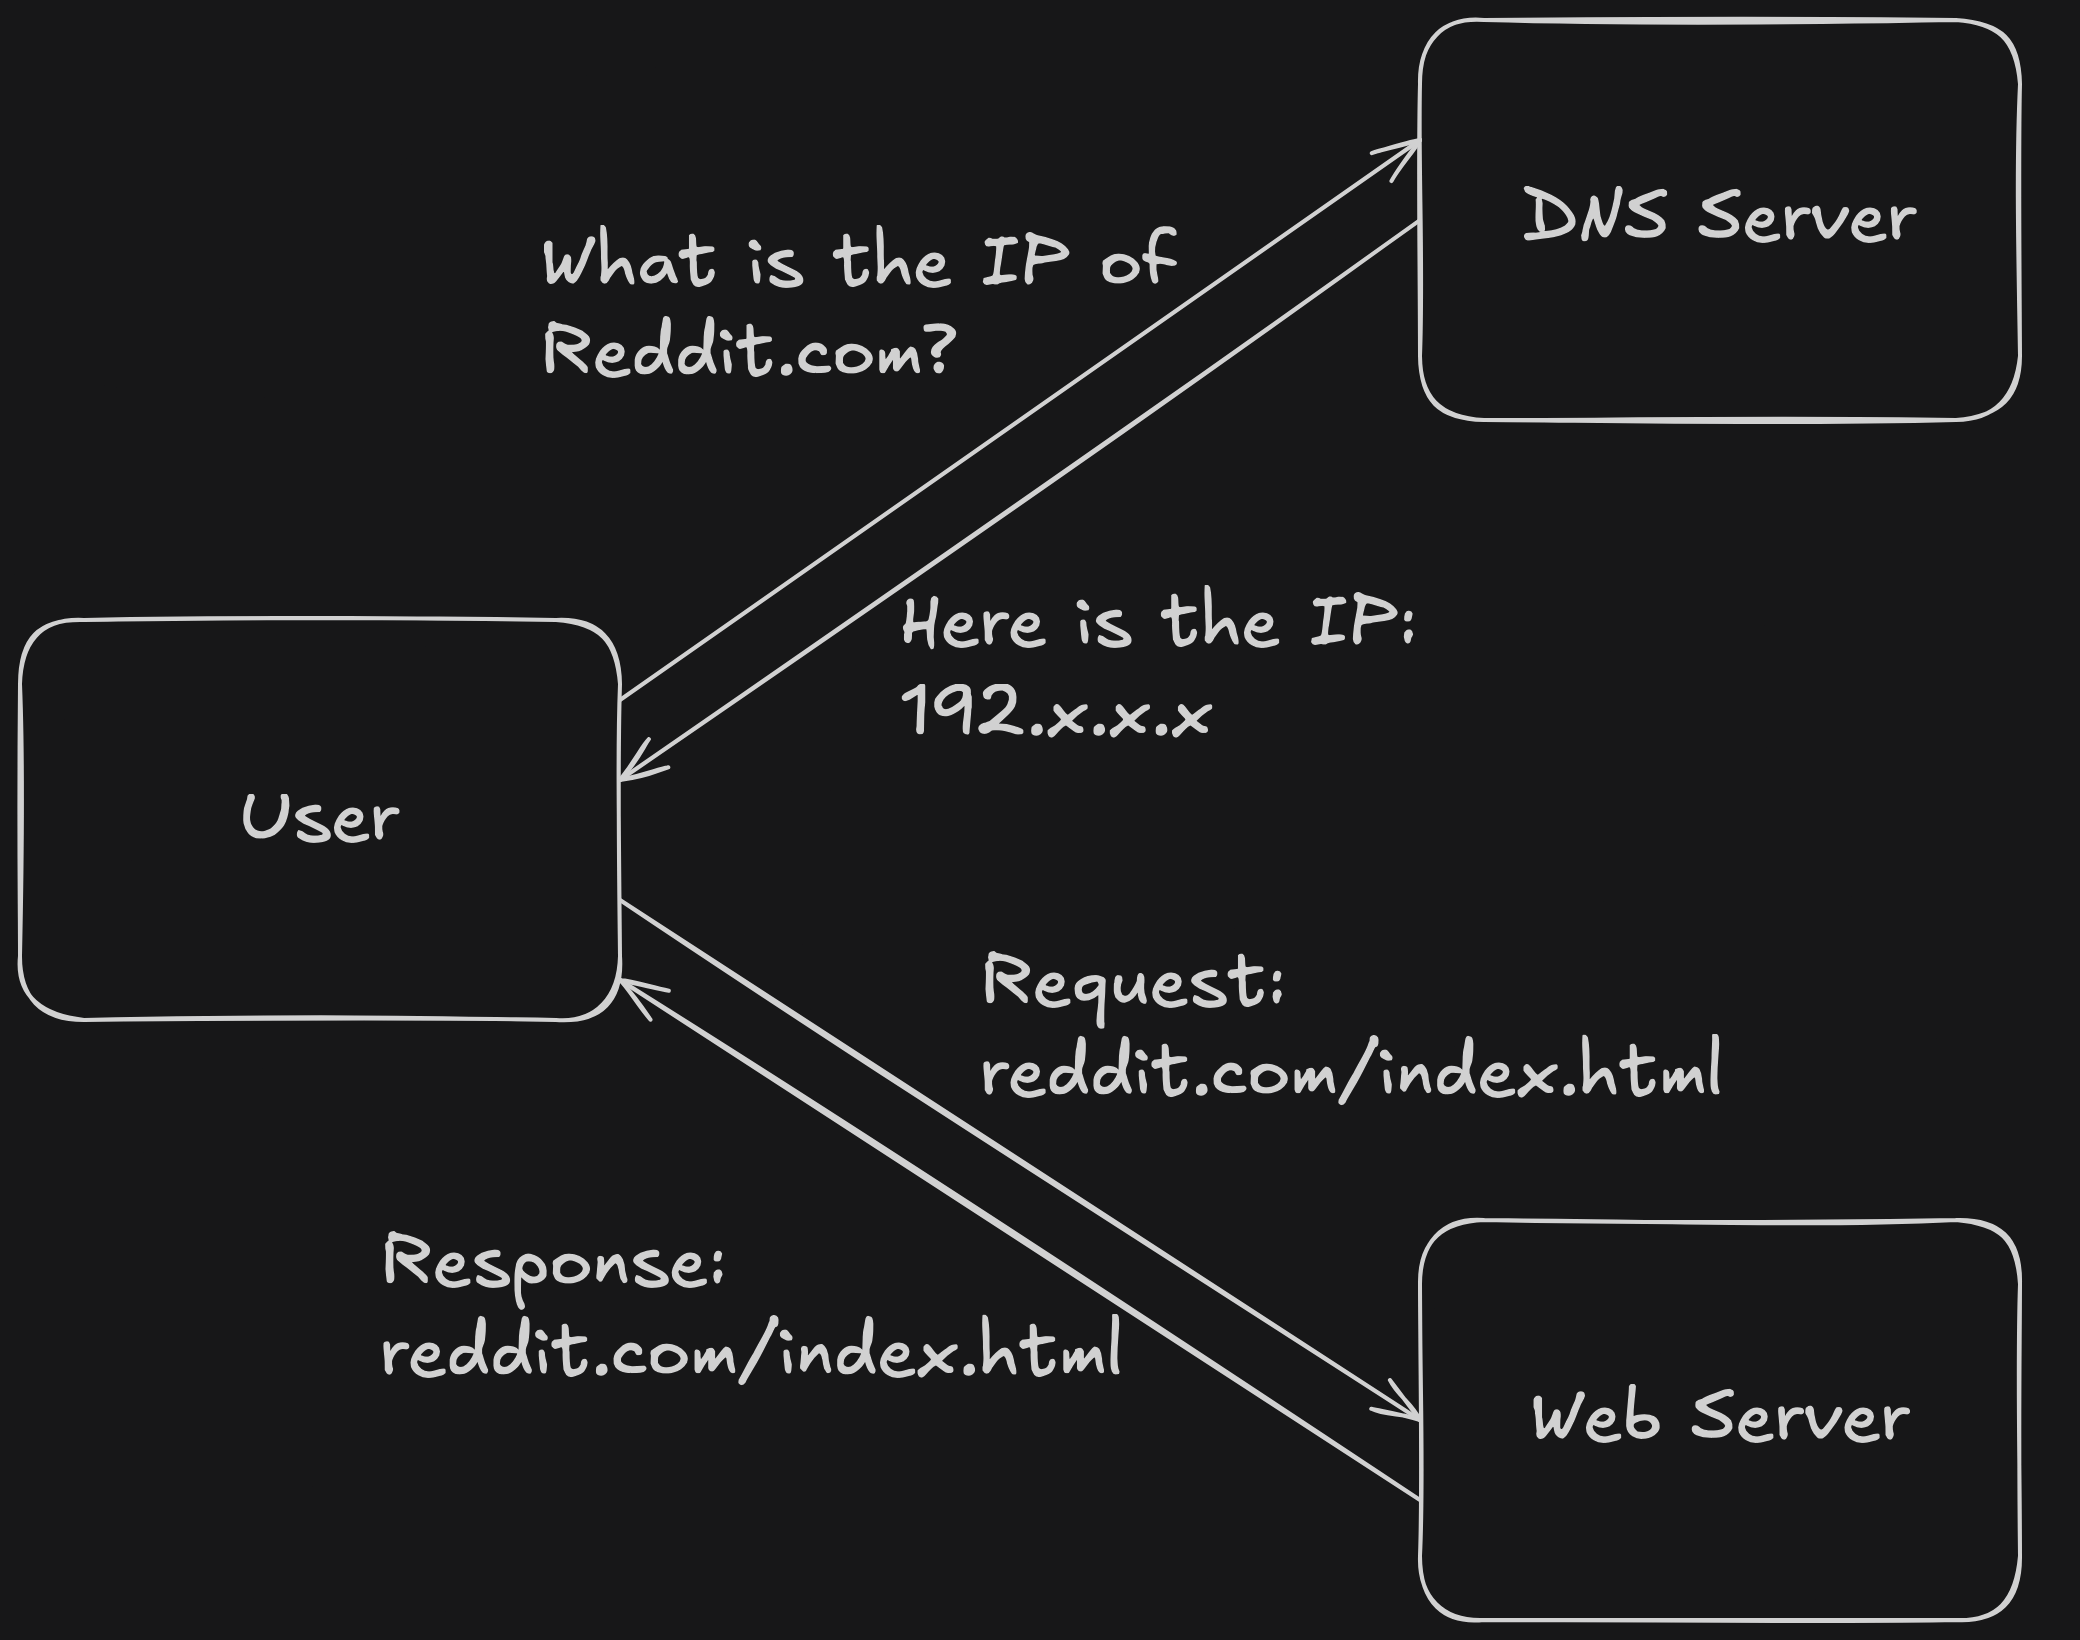 DNS Server
What is the IP of
Reddit.com?
Here is the IP:
192.x.x.x
User
Request:
reddit.com/index.html
Response:
reddit.com/index.html
Web Server